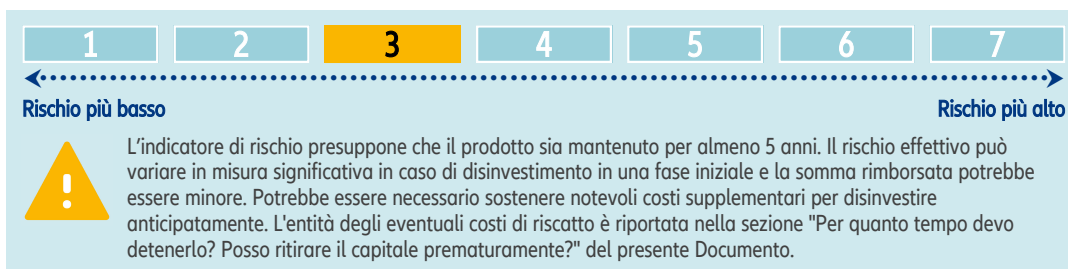 1 2 3 4 5 6 7
Rischio più basso Rischio più alto
L'indicatore di rischio presuppone che il prodotto sia mantenuto per almeno 5 anni. Il rischio effettivo può
variare in misura significativa in caso di disinvestimento in una fase iniziale e la somma rimborsata potrebbe
essere minore. Potrebbe essere necessario sostenere notevoli costi supplementari per disinvestire
anticipatamente. L'entità degli eventuali costi di riscatto è riportata nella sezione "Per quanto tempo devo
detenerlo? Posso ritirare il capitale prematuramente?" del presente Documento.